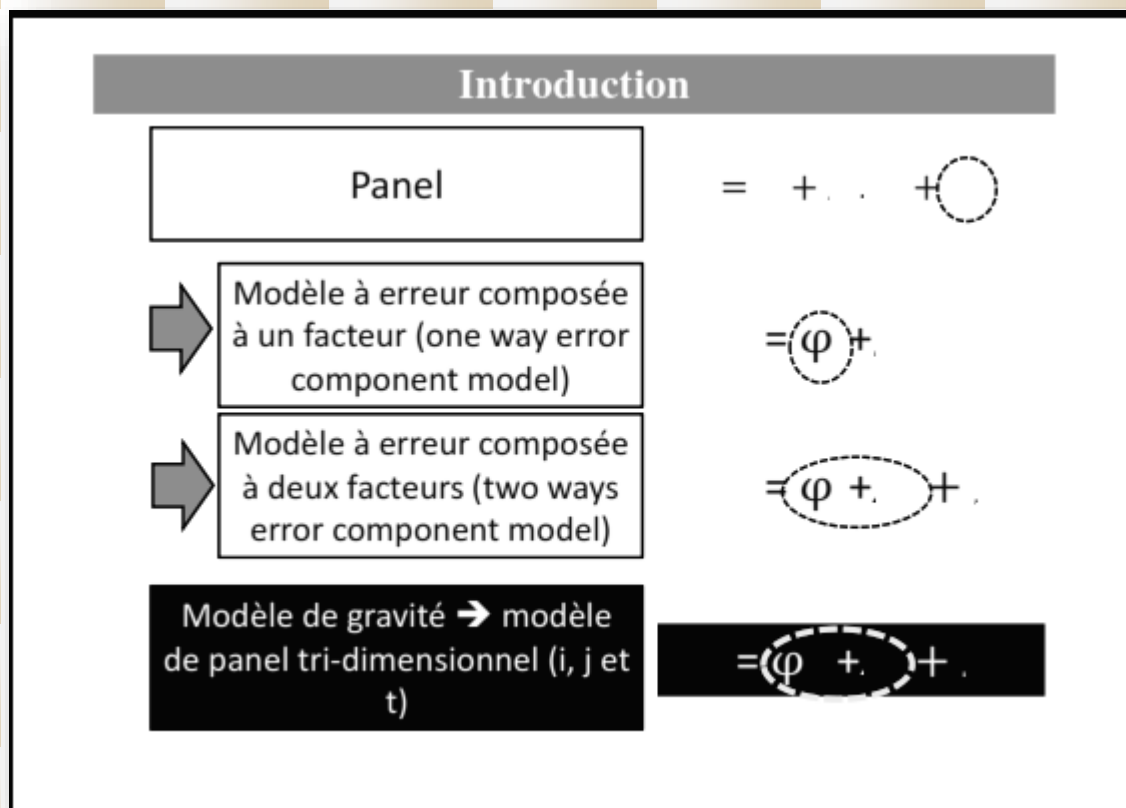 Introduction
Panel
= + . . +
Modèle à erreur composée
à un facteur (one way error
component model)
= φ +.
Modèle à erreur composée
à deux facteurs (two ways
error component model)
= φ +. + .
Modèle de gravité ➔ modèle
de panel tri-dimensionnel (i, j et
t)
= φ +. + .